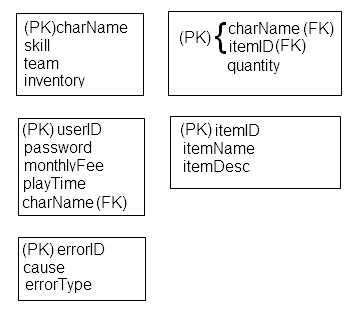 (PK)charName
skill
team
inventory
(PK) charName (FK)
itemID (FK)
quantity
(PK) userID
password
monthlyFee
playTime
charName (FK)
(PK) itemID
itemName
itemDesc
(PK) errorID
cause
errorType